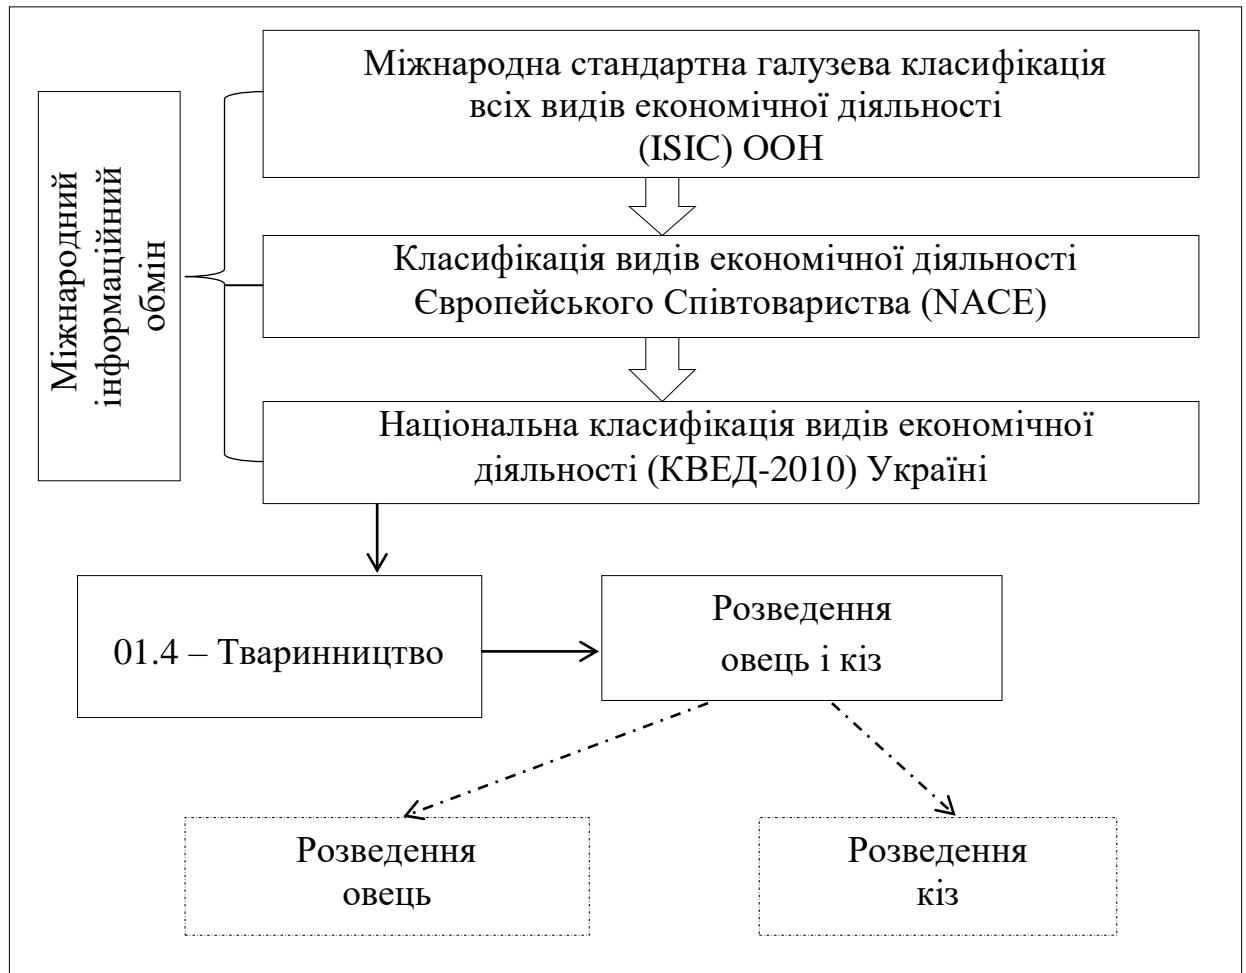 Міжнародна стандартна галузева класифікація
всіх видів економічної діяльності
(ISIC) ООН
Міжнародний
інформаційний
обмін
Класифікація видів економічної діяльності
Європейського Співтовариства (NACE)
Національна класифікація видів економічної
діяльності (КВЕД-2010) Україні
01.4 – Тваринництво
Розведення
овець і кіз
Розведення
овець
Розведення
кіз